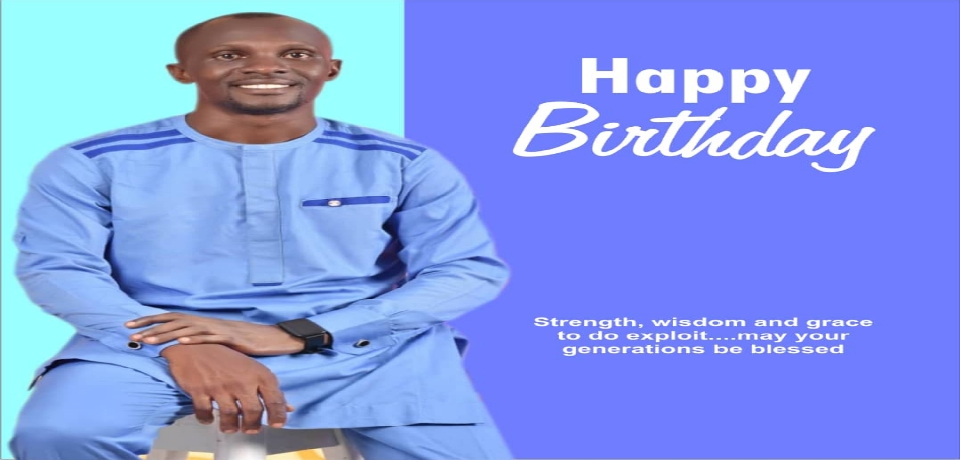 Happy
Birthday
Strength, wisdom and grace
to do exploit....may your
generations be blessed